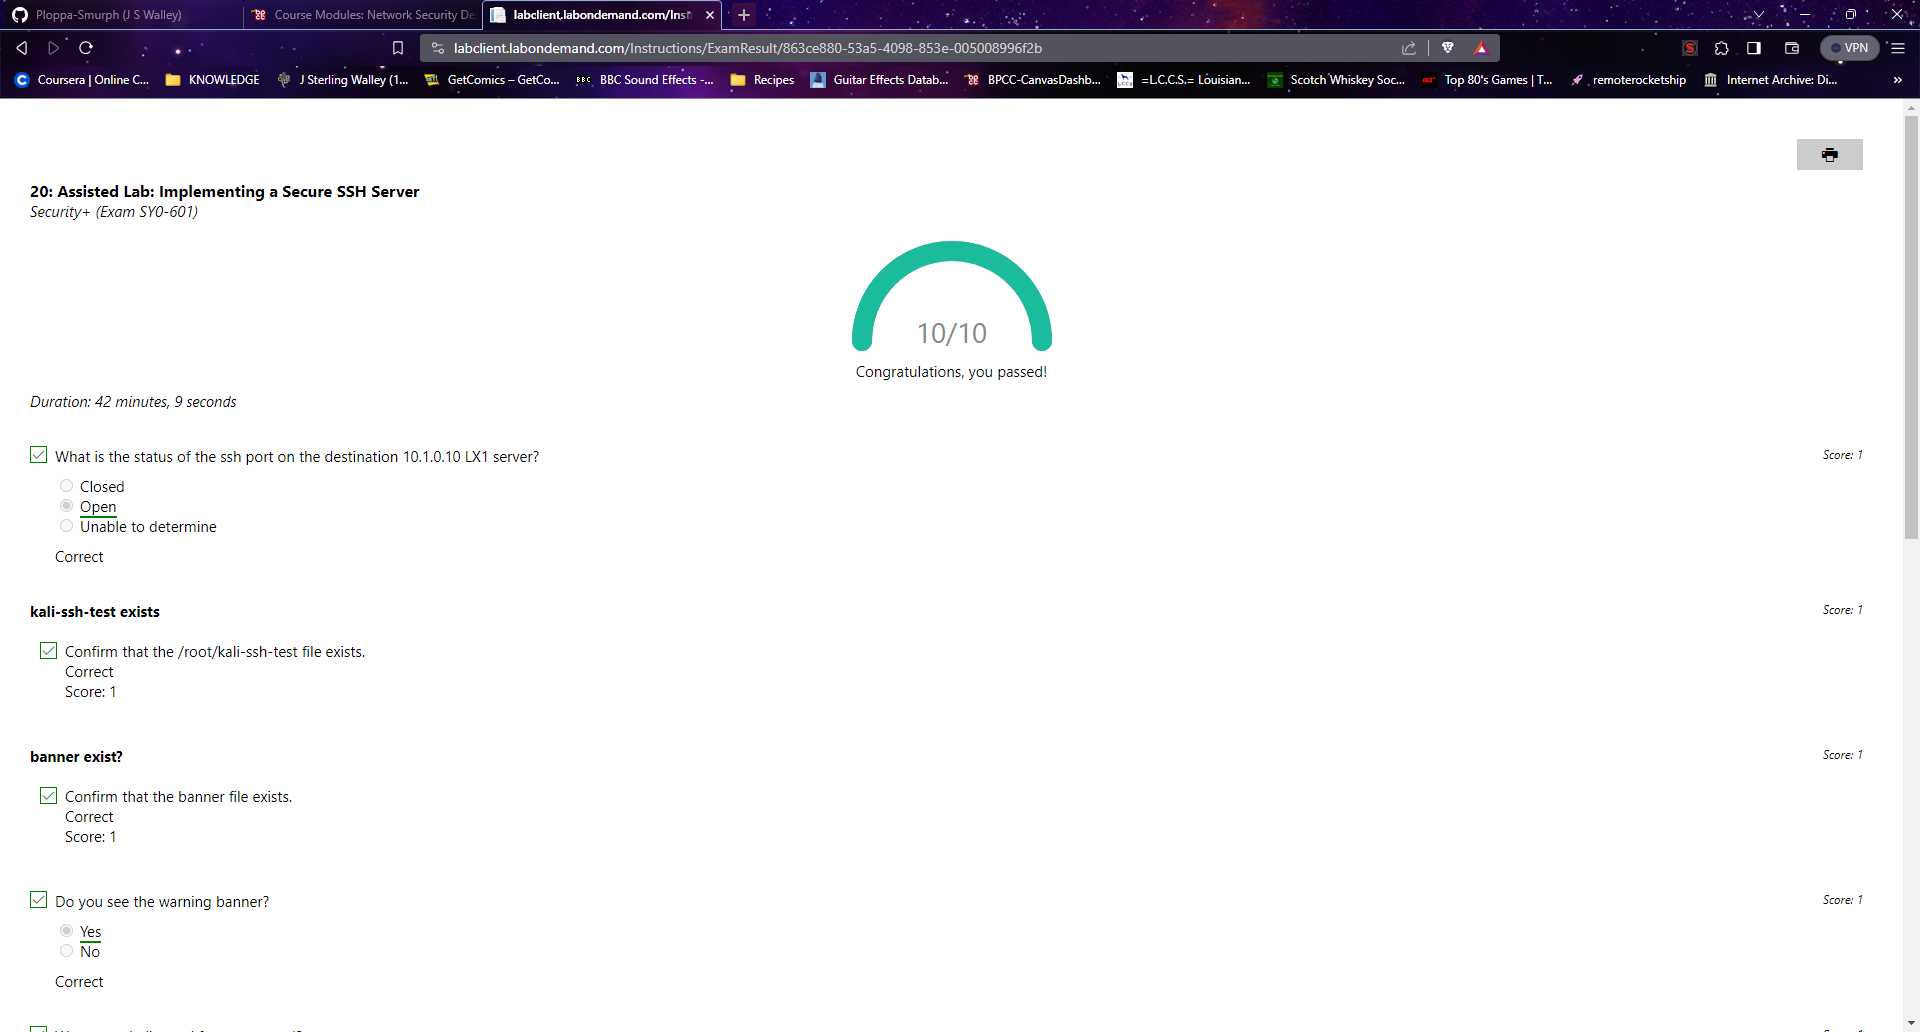 Ploppa-Smurph (J S Walley)
Course Modules: Network Security De
labclient.labondemand.com/Inst
labclient.labondemand.com/Instructions/ExamResult/863ce880-53a5-4098-853e-005008996f2b
VPN
Coursera | Online C...
KNOWLEDGE
J Sterling Walley (1...
GetComics – GetCo...
BBC
BBC Sound Effects -...
Recipes
Guitar Effects Datab...
BPCC-CanvasDashb...
=L.C.C.S.= Louisian...
Scotch Whiskey Soc...
Top 80's Games | T...
remoterocketship
Internet Archive: Di...
20: Assisted Lab: Implementing a Secure SSH Server
Security+ (Exam SY0-601)
10/10
Congratulations, you passed!
Duration: 42 minutes, 9 seconds
What is the status of the ssh port on the destination 10.1.0.10 LX1 server?
Score: 1
Closed
Open
Unable to determine
Correct
kali-ssh-test exists
Score: 1
Confirm that the /root/kali-ssh-test file exists.
Correct
Score: 1
banner exist?
Score: 1
Confirm that the banner file exists.
Correct
Score: 1
Do you see the warning banner?
Score: 1
Yes
No
Correct